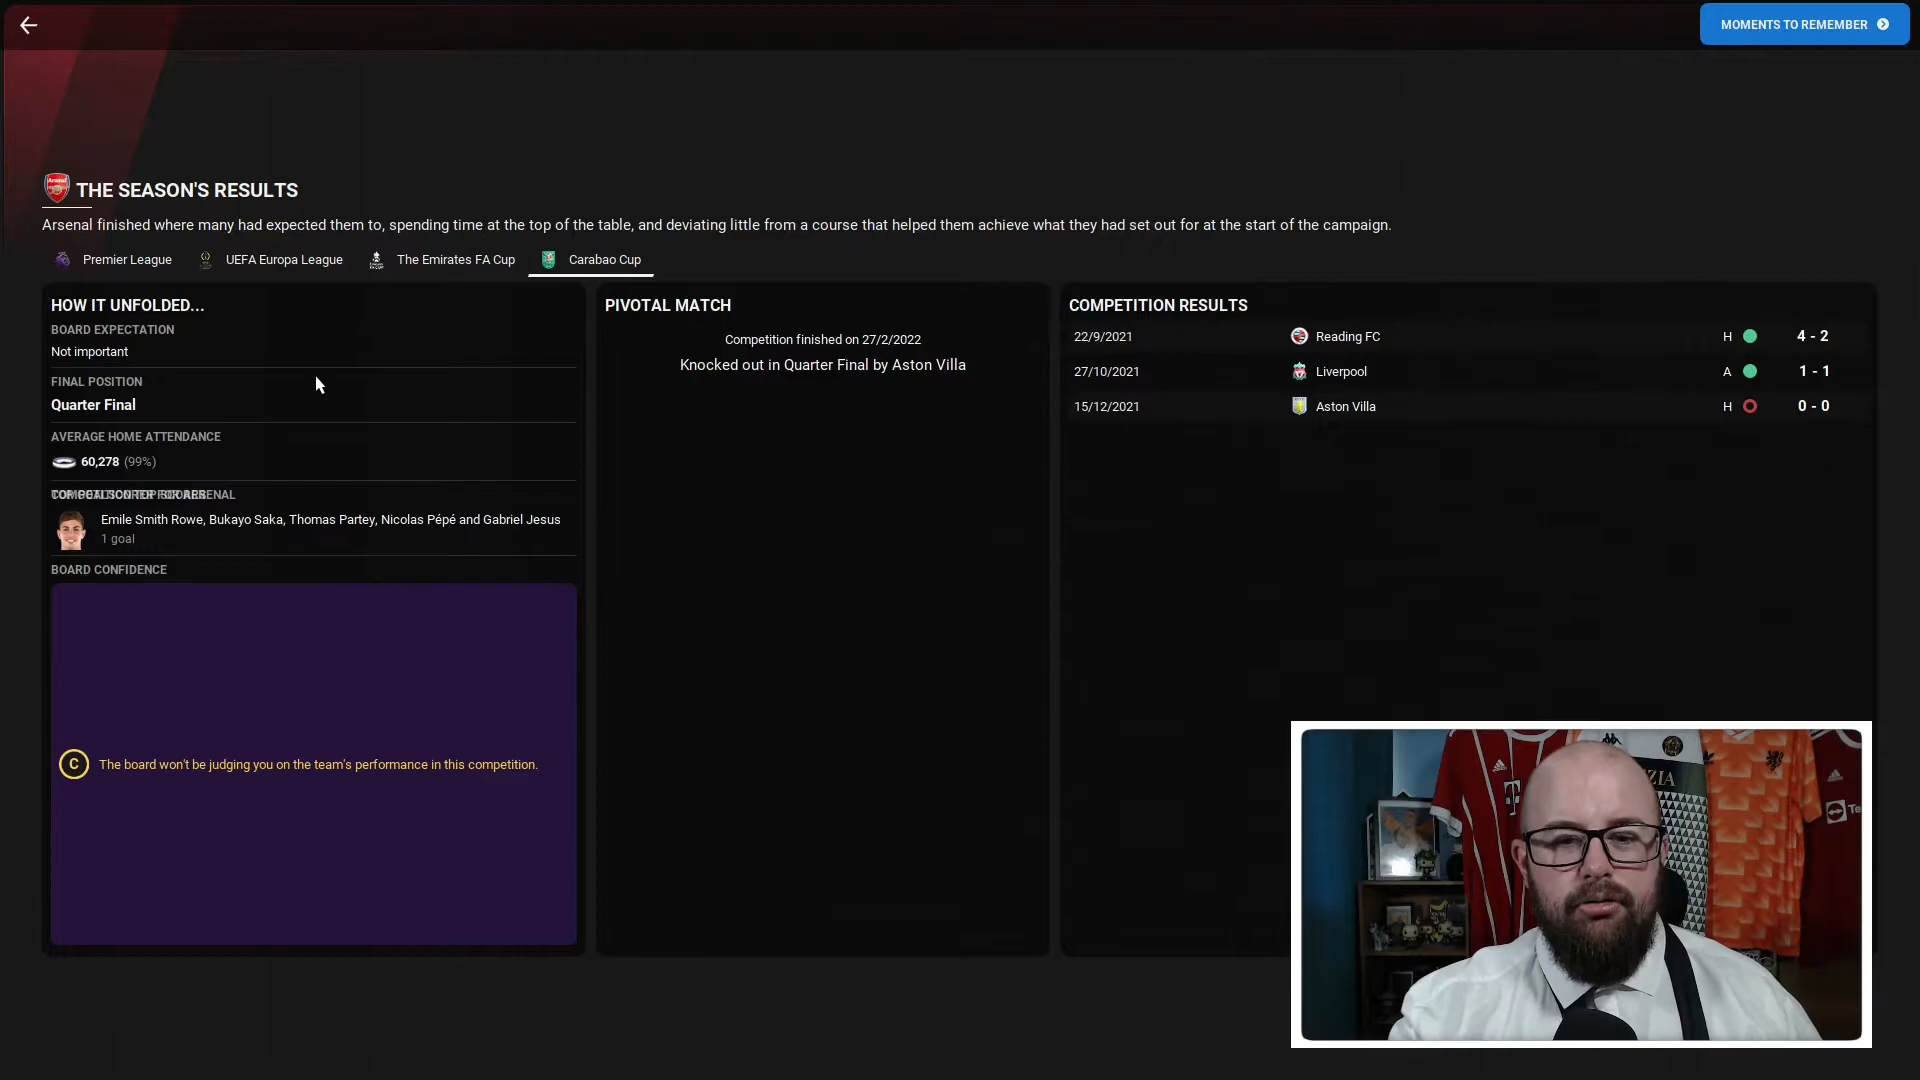 MOMENTS TO REMEMBER
THE SEASON'S RESULTS
Arsenal finished where many had expected them to, spending time at the top of the table, and deviating little from a course that helped them achieve what they had set out for at the start of the campaign.
Premier League UEFA Europa League The Emirates FA Cup Carabao Cup
HOW IT UNFOLDED...
BOARD EXPECTATION
Not important
FINAL POSITION
Quarter Final
AVERAGE HOME ATTENDANCE
60,278 (99%)
Emile Smith Rowe, Bukayo Saka, Thomas Partey, Nicolas Pépé and Gabriel Jesus
1 goal
BOARD CONFIDENCE
C The board won't be judging you on the team's performance in this competition.
PIVOTAL MATCH
Competition finished on 27/2/2022
Knocked out in Quarter Final by Aston Villa
COMPETITION RESULTS
22/9/2021 Reading FC H 4 - 2
27/10/2021 Liverpool A 1 - 1
15/12/2021 Aston Villa H 0 - 0